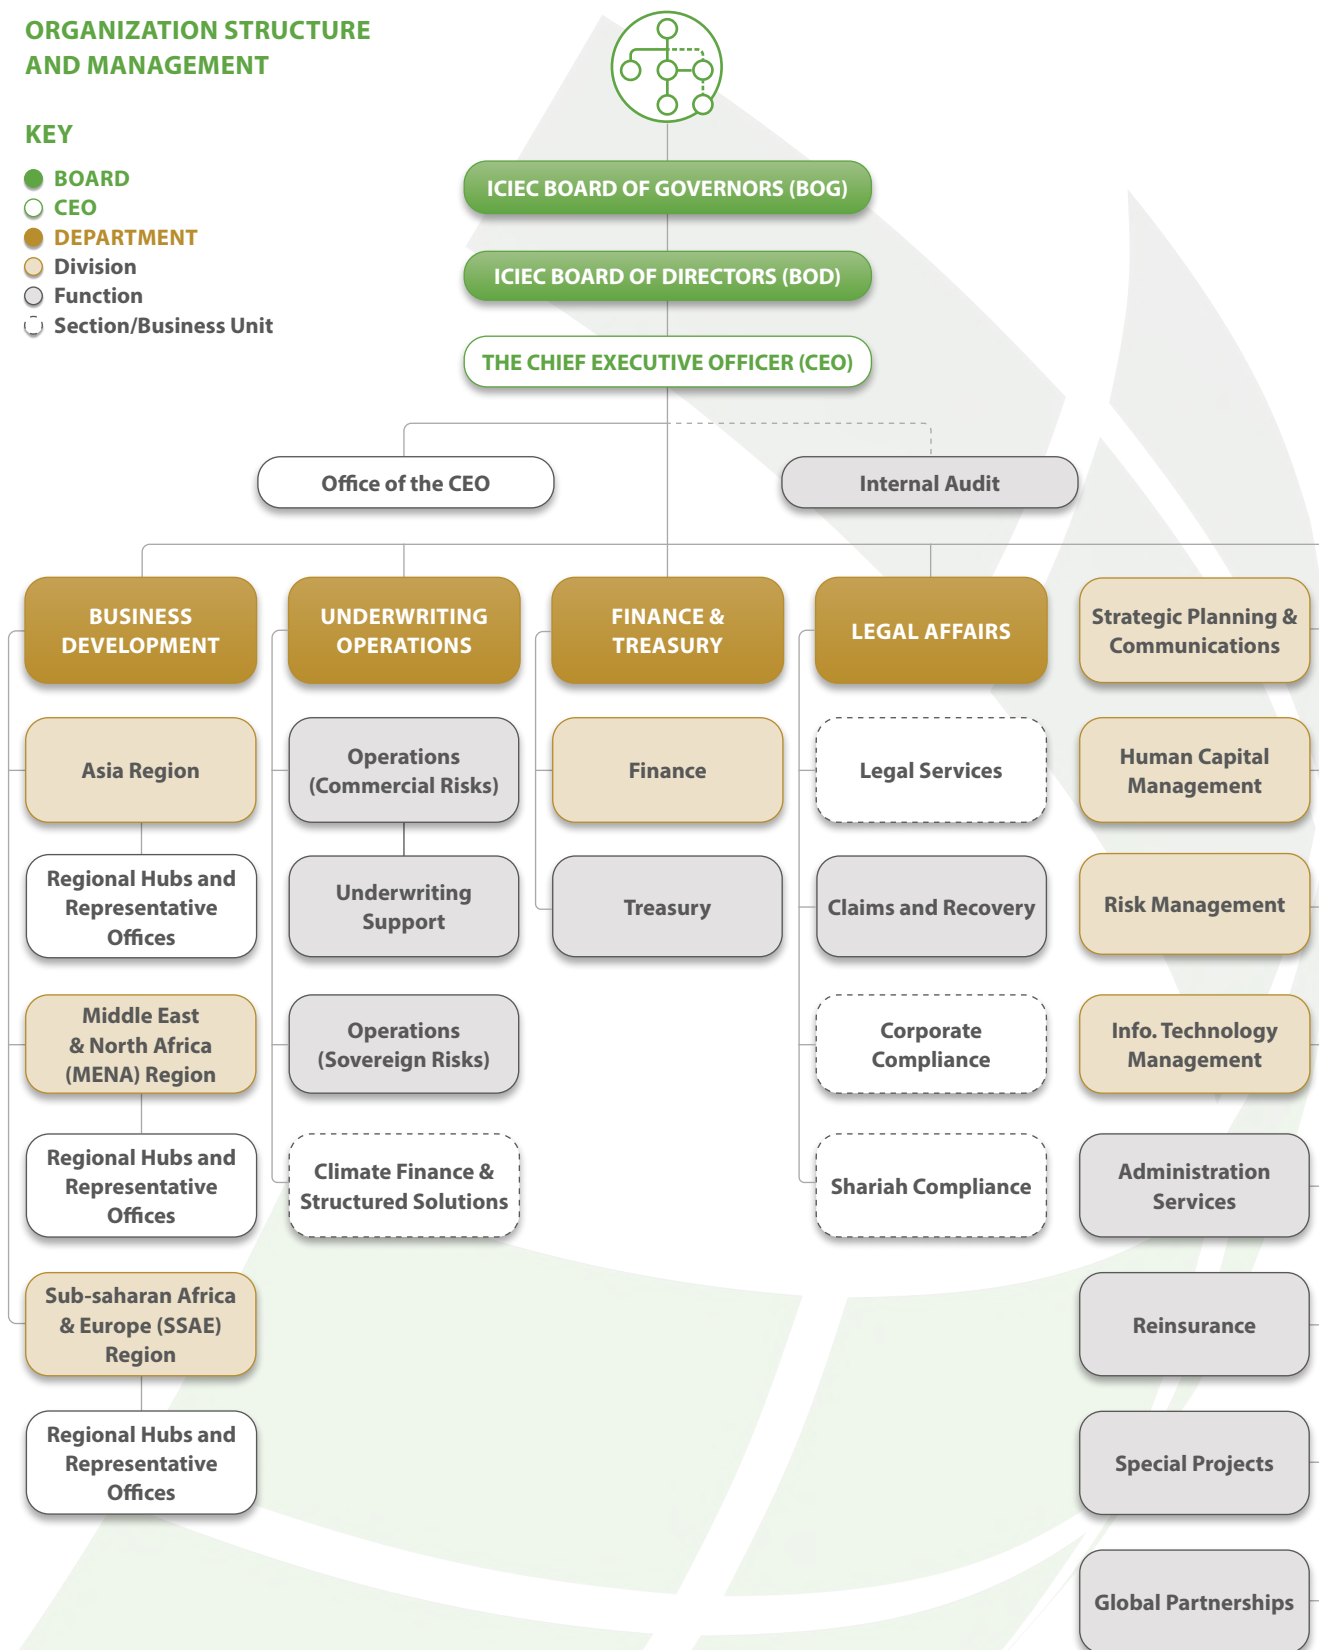 ORGANIZATION STRUCTURE
AND MANAGEMENT
KEY
BOARD
CEO
DEPARTMENT
Division
Function
Section/Business Unit
ICIEC BOARD OF GOVERNORS (BOG)
ICIEC BOARD OF DIRECTORS (BOD)
THE CHIEF EXECUTIVE OFFICER (CEO)
Office of the CEO
Internal Audit
BUSINESS
DEVELOPMENT
Asia Region
Regional Hubs and
Representative
Offices
Middle East
& North Africa
(MENA) Region
Regional Hubs and
Representative
Offices
Sub-saharan Africa
& Europe (SSAE)
Region
Regional Hubs and
Representative
Offices
UNDERWRITING
OPERATIONS
Operations
(Commercial Risks)
Underwriting
Support
Operations
(Sovereign Risks)
Climate Finance &
Structured Solutions
FINANCE &
TREASURY
Finance
Treasury
LEGAL AFFAIRS
Legal Services
Claims and Recovery
Corporate
Compliance
Shariah Compliance
Strategic Planning &
Communications
Human Capital
Management
Risk Management
Info. Technology
Management
Administration
Services
Reinsurance
Special Projects
Global Partnerships